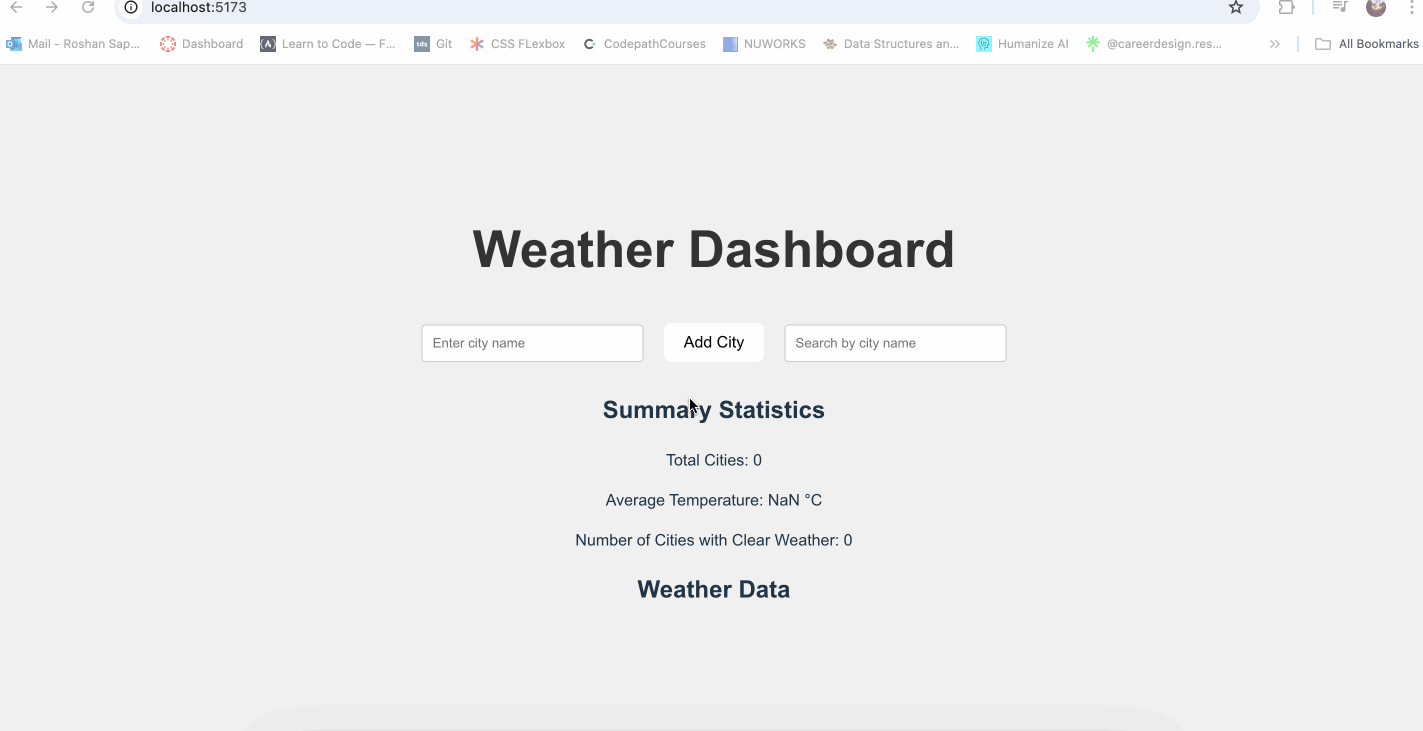 localhost:5173
Mail - Roshan Sap... Dashboard Learn to Code — F... tds Git CSS FLexbox CodepathCourses NUWORKS Data Structures an... Humanize AI @careerdesign.res... All Bookmarks
Weather Dashboard
Enter city name Add City Search by city name
Summary Statistics
Total Cities: 0
Average Temperature: NaN °C
Number of Cities with Clear Weather: 0
Weather Data